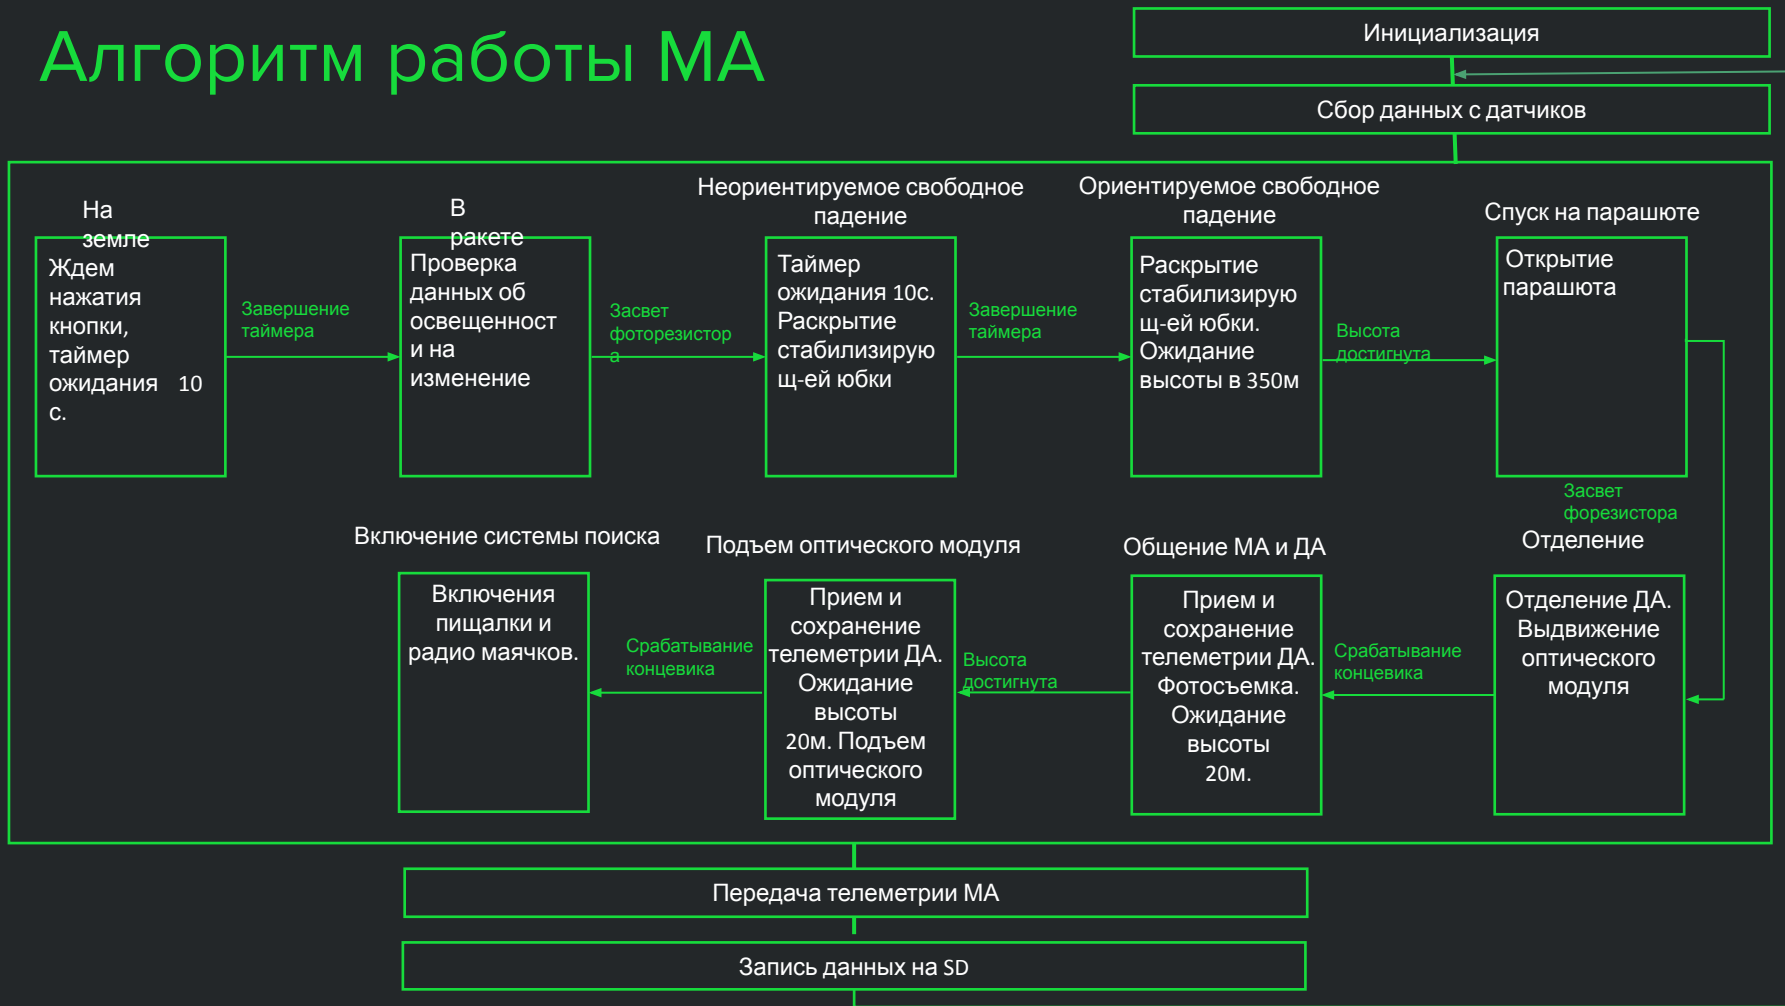 Алгоритм работы МА
Инициализация
Сбор данных с датчиков
На
земле
Ждем
нажатия
кнопки,
таймер
ожидания 10
с.
Завершение
таймера
В
ракете
Проверка
данных об
освещенност
и на
изменение
Засвет
фоторезистор
а
Неориентируемое свободное
падение
Таймер
ожидания 10с.
Раскрытие
стабилизирую
щ-ей юбки
Завершение
таймера
Ориентируемое свободное
падение
Раскрытие
стабилизирую
щ-ей юбки.
Ожидание
высоты в 350м
Высота
достигнута
Спуск на парашюте
Открытие
парашюта
Засвет
форезистора
Отделение
Отделение ДА.
Выдвижение
оптического
модуля
Срабатывание
концевика
Общение МА и ДА
Прием и
сохранение
телеметрии ДА.
Фотосъемка.
Ожидание
высоты
20м.
Высота
достигнута
Подъем оптического модуля
Прием и
сохранение
телеметрии ДА.
Ожидание
высоты
20м. Подъем
оптического
модуля
Срабатывание
концевика
Включение системы поиска
Включения
пищалки и
радио маячков.
Передача телеметрии МА
Запись данных на SD